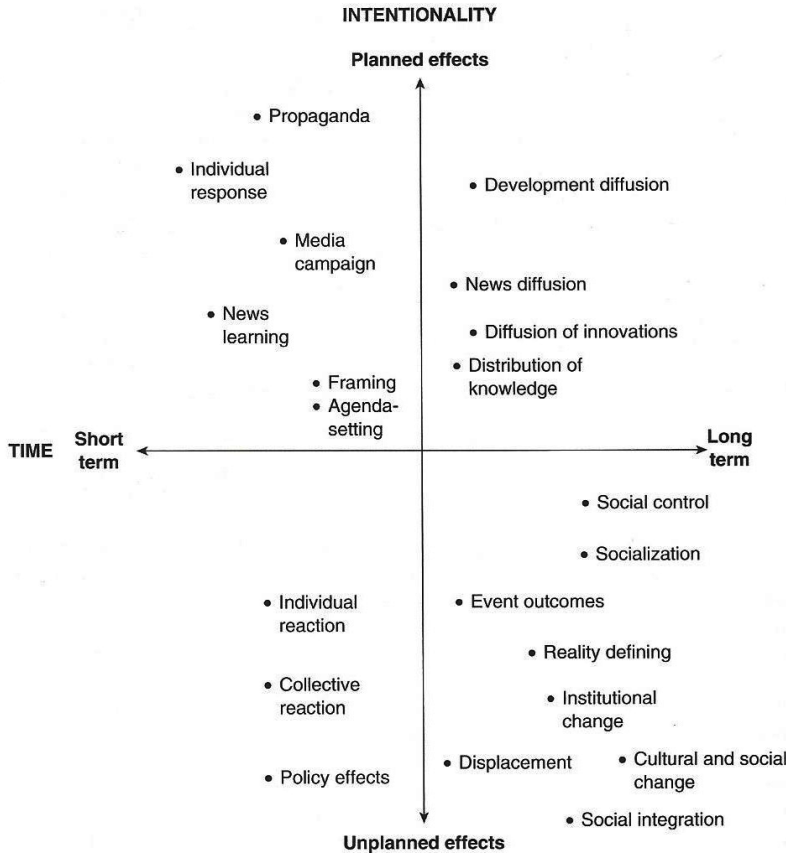 INTENTIONALITY
Planned effects
• Propaganda
• Individual
response
• Development diffusion
• Media
campaign
• News diffusion
• News
learning
• Diffusion of innovations
• Distribution of
knowledge
• Framing
• Agenda-
setting
TIME
Short
term
Long
term
• Social control
• Socialization
• Individual
reaction
• Event outcomes
• Reality defining
• Collective
reaction
• Institutional
change
• Displacement
• Cultural and social
change
• Policy effects
• Social integration
Unplanned effects